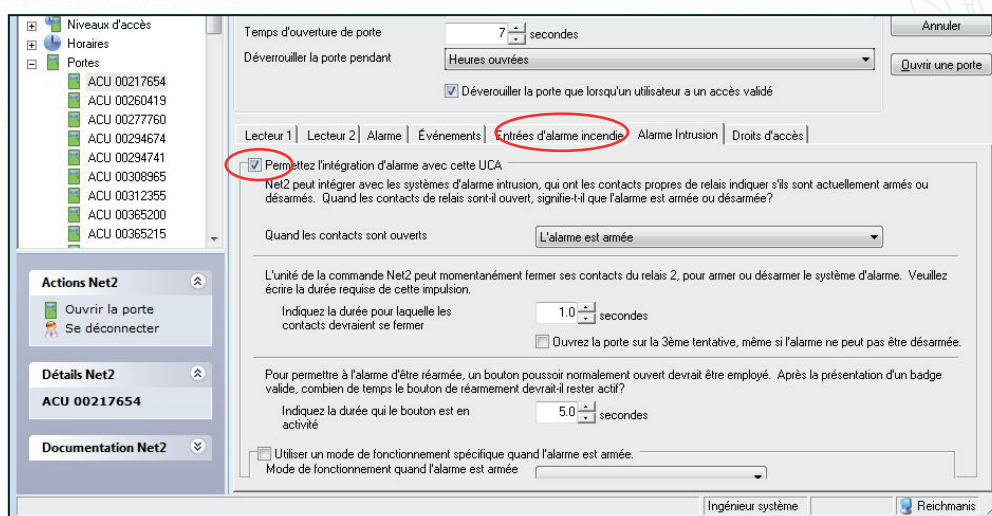 Niveaux d'accès
Horaires
Portes
ACU 00217654
ACU 00260419
ACU 00277760
ACU 00294674
ACU 00294741
ACU 00308965
ACU 00312355
ACU 00365200
ACU 00365215
Actions Net2
Ouvrir la porte
Se déconnecter
Détails Net2
ACU 00217654
Documentation Net2
Temps d'ouverture de porte
7 secondes
Déverrouiller la porte pendant
Heures ouvrées
Déverouiller la porte que lorsqu'un utilisateur a un accès validé
Annuler
Ouvrir une porte
Lecteur 1 Lecteur 2 Alarme Événements Entrées d'alarme incendie Alarme Intrusion Droits d'accès
Permettez l'intégration d'alarme avec cette UCA
Net2 peut intégrer avec les systèmes d'alarme intrusion, qui ont les contacts propres de relais indiquer s'ils sont actuellement armés ou
désarmés. Quand les contacts de relais sont-il ouvert, signifie-t-il que l'alarme est armée ou désarmée?
Quand les contacts sont ouverts
L'alarme est armée
L'unité de la commande Net2 peut momentanément fermer ses contacts du relais 2, pour armer ou désarmer le système d'alarme. Veuillez
écrire la durée requise de cette impulsion.
Indiquez la durée pour laquelle les
contacts devraient se fermer
1.0 secondes
Ouvrez la porte sur la 3ème tentative, même si l'alarme ne peut pas être désarmée.
Pour permettre à l'alarme d'être réarmée, un bouton poussoir normalement ouvert devrait être employé. Après la présentation d'un badge
valide, combien de temps le bouton de réarmement devrait-il rester actif?
Indiquez la durée qui le bouton est en
activité
5.0 secondes
Utiliser un mode de fonctionnement spécifique quand l'alarme est armée.
Mode de fonctionnement quand l'alarme est armée
Ingénieur système
Reichmanis